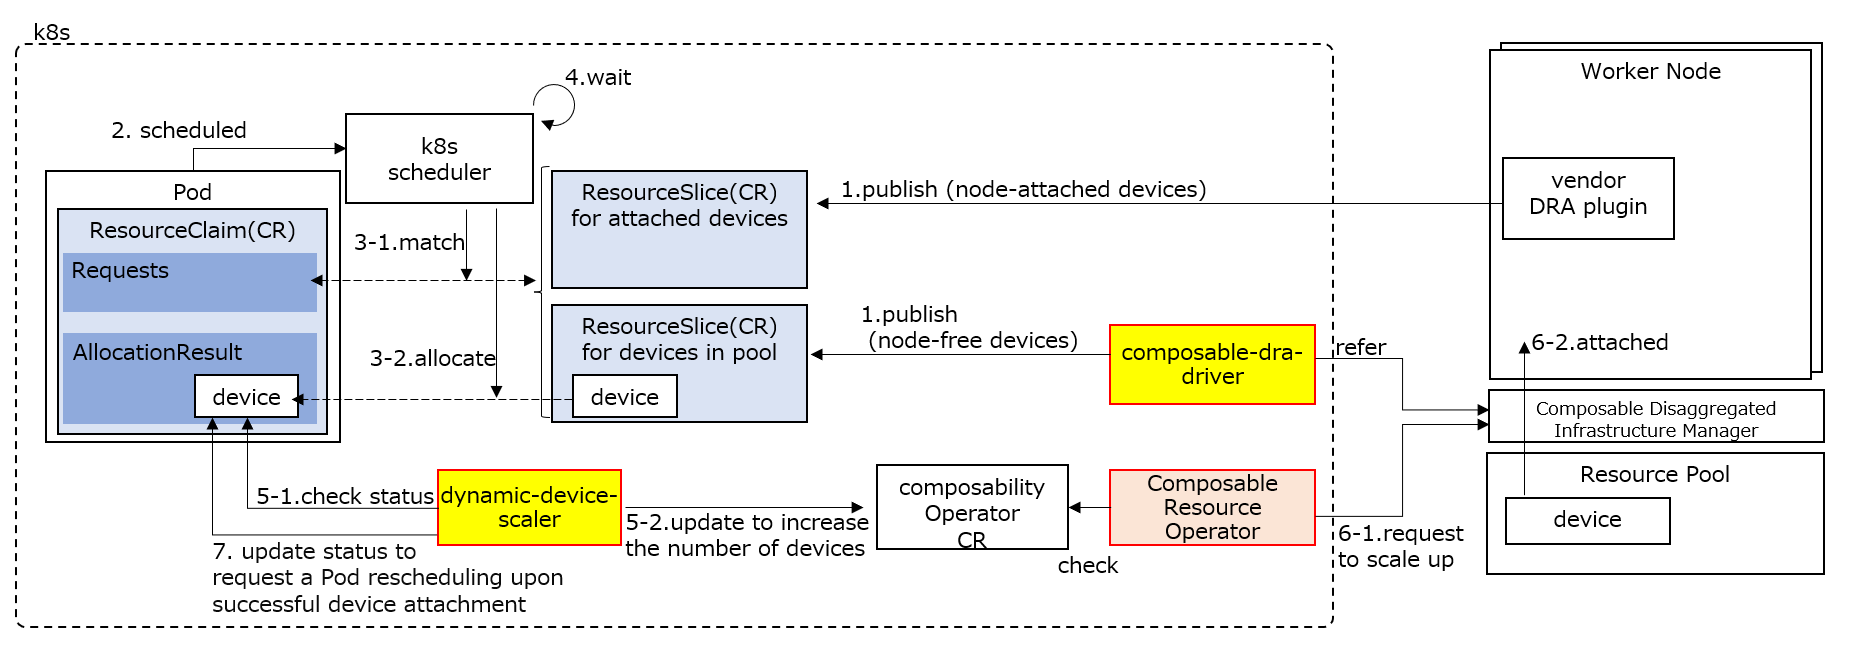 k8s
4.wait
2. scheduled
k8s
scheduler
Pod
ResourceClaim(CR)
Requests
AllocationResult
device
3-1.match
3-2.allocate
ResourceSlice(CR)
for attached devices
ResourceSlice(CR)
for devices in pool
device
1.publish (node-attached devices)
1.publish
(node-free devices)
composable-dra-
driver
refer
Worker Node
vendor
DRA plugin
6-2.attached
Composable Disaggregated
Infrastructure Manager
Resource Pool
device
5-1.check status
dynamic-device-
scaler
5-2.update to increase
the number of devices
composability
Operator
CR
check
Composable
Resource
Operator
6-1.request
to scale up
7. update status to
request a Pod rescheduling upon
successful device attachment